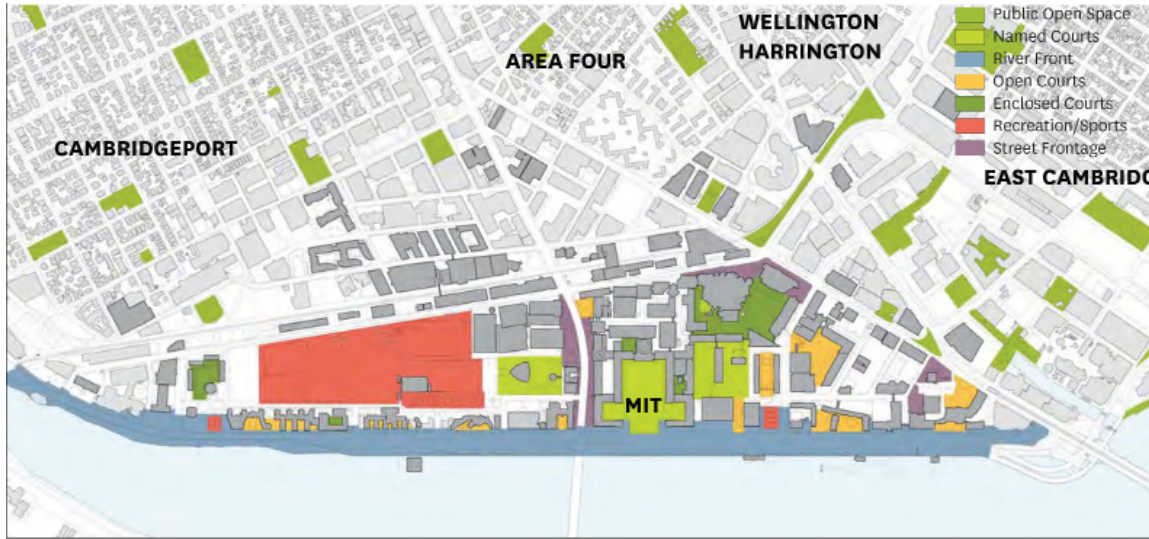 WELLINGTON
HARRINGTON
AREA FOUR
CAMBRIDGEPORT
Public Open Space
Named Courts
River Front
Open Courts
Enclosed Courts
Recreation/Sports
Street Frontage
EAST CAMBRIDG
MIT